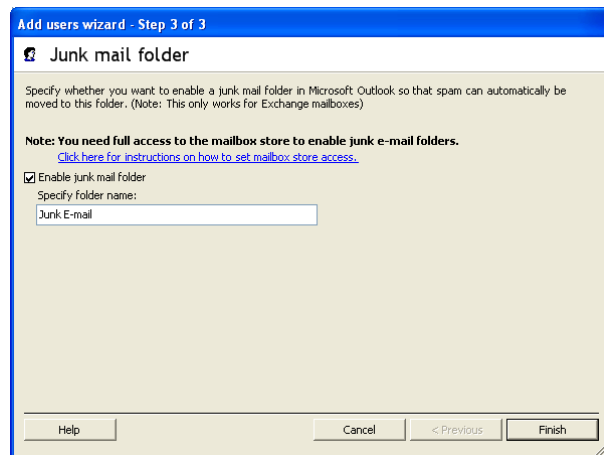 Add users wizard - Step 3 of 3
Junk mail folder
Specify whether you want to enable a junk mail folder in Microsoft Outlook so that spam can automatically be
moved to this folder. (Note: This only works for Exchange mailboxes)
Note: You need full access to the mailbox store to enable junk e-mail folders.
Click here for instructions on how to set mailbox store access.
Enable junk mail folder
Specify folder name:
Junk E-mail
Help
Cancel
< Previous
Finish